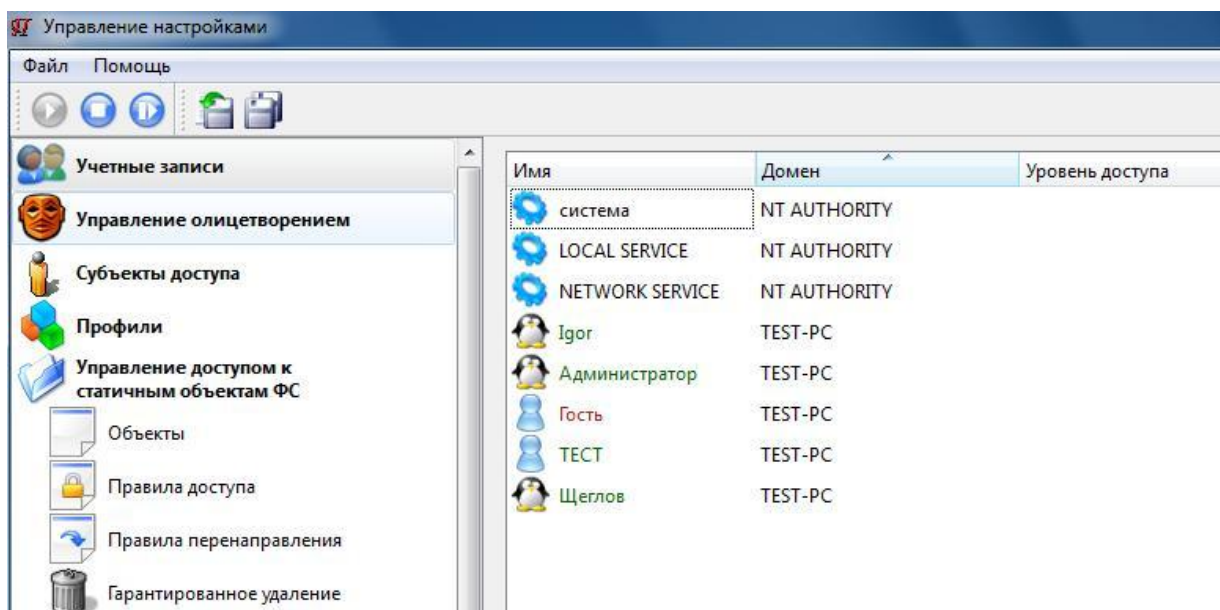 Управление настройками
Файл Помощь
Учетные записи
Управление олицетворением
Субъекты доступа
Профили
Управление доступом к
статичным объектам ФС
Объекты
Правила доступа
Правила перенаправления
Гарантированное удаление
Имя Домен Уровень доступа
система NT AUTHORITY
LOCAL SERVICE NT AUTHORITY
NETWORK SERVICE NT AUTHORITY
Igor TEST-PC
Администратор TEST-PC
Гость TEST-PC
ТЕСТ TEST-PC
Щеглов TEST-PC